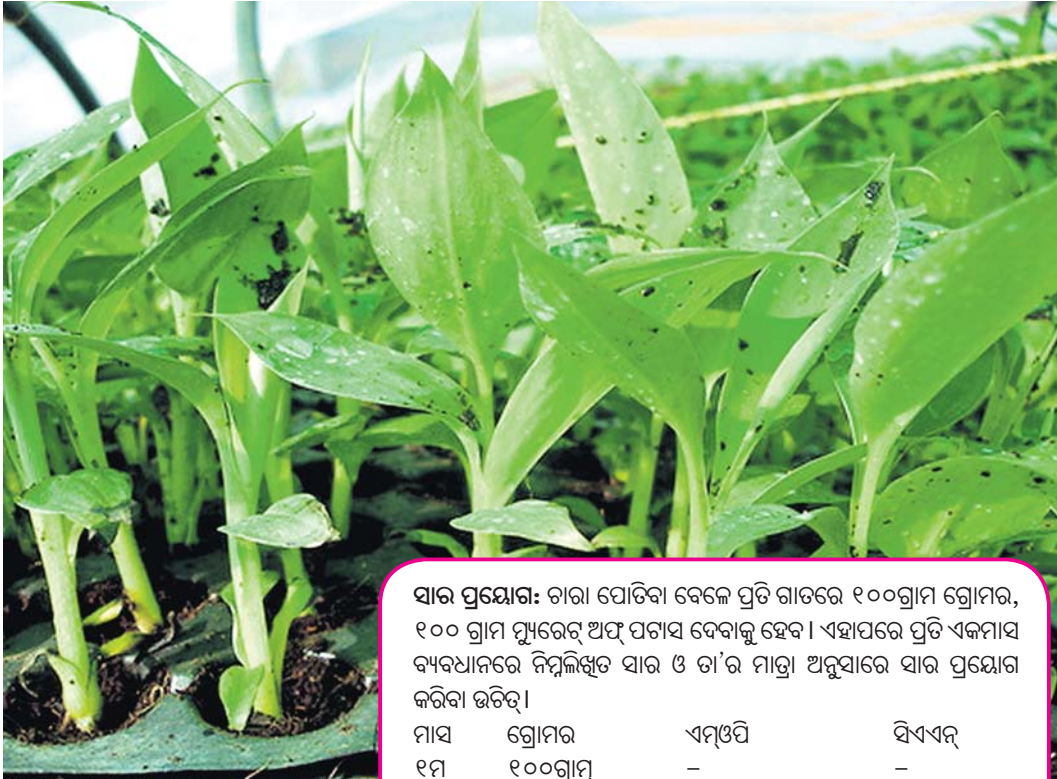 ସାର ପ୍ରୟୋଗ: ଚାରା ପୋତିବା ବେଳେ ପ୍ରତି ଗାତରେ ୧୦୦ଗ୍ରାମ ଗ୍ରୋମର,
୧୦୦ ଗ୍ରାମ ମ୍ୟୁରେଟ୍ ଅଫ୍ ପଟାସ ଦେବାକୁ ହେବ। ଏହାପରେ ପ୍ରତି ଏକମାସ
ବ୍ୟବଧାନରେ ନିମ୍ନଲିଖିତ ସାର ଓ ତା'ର ମାତ୍ରା ଅନୁସାରେ ସାର ପ୍ରୟୋଗ
କରିବା ଉଚିତ୍।
ମାସ ଗ୍ରୋମର ଏମ୍ଓପି ସିଏଏନ୍
୧ମ ୧୦୦ଗ୍ରାମ – –